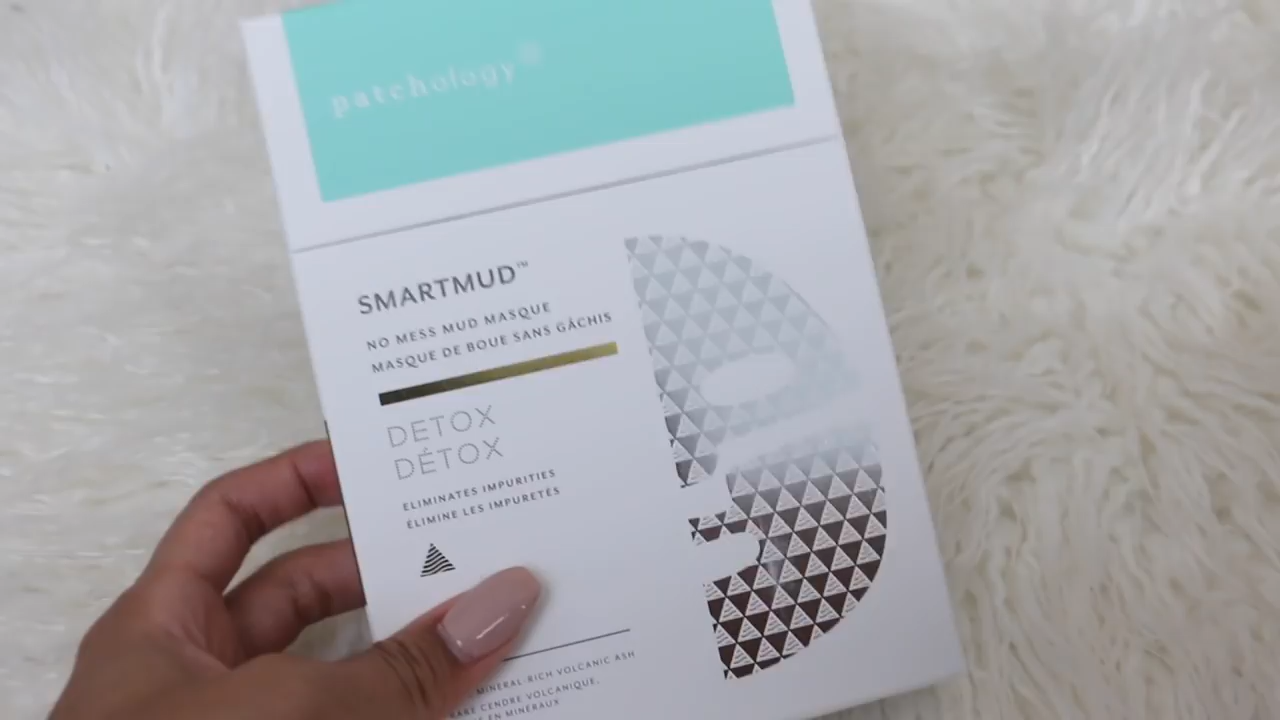 patchology®
SMARTMUD™
NO MESS MUD MASQUE
MASQUE DE BOUE SANS GÂCHIS
DETOX
DÉTOX
ELIMINATES IMPURITIES
ÉLIMINE LES IMPURETÉS
MINERAL-RICH VOLCANIC ASH
CENDRE VOLCANIQUE,
EN MINÉRAUX